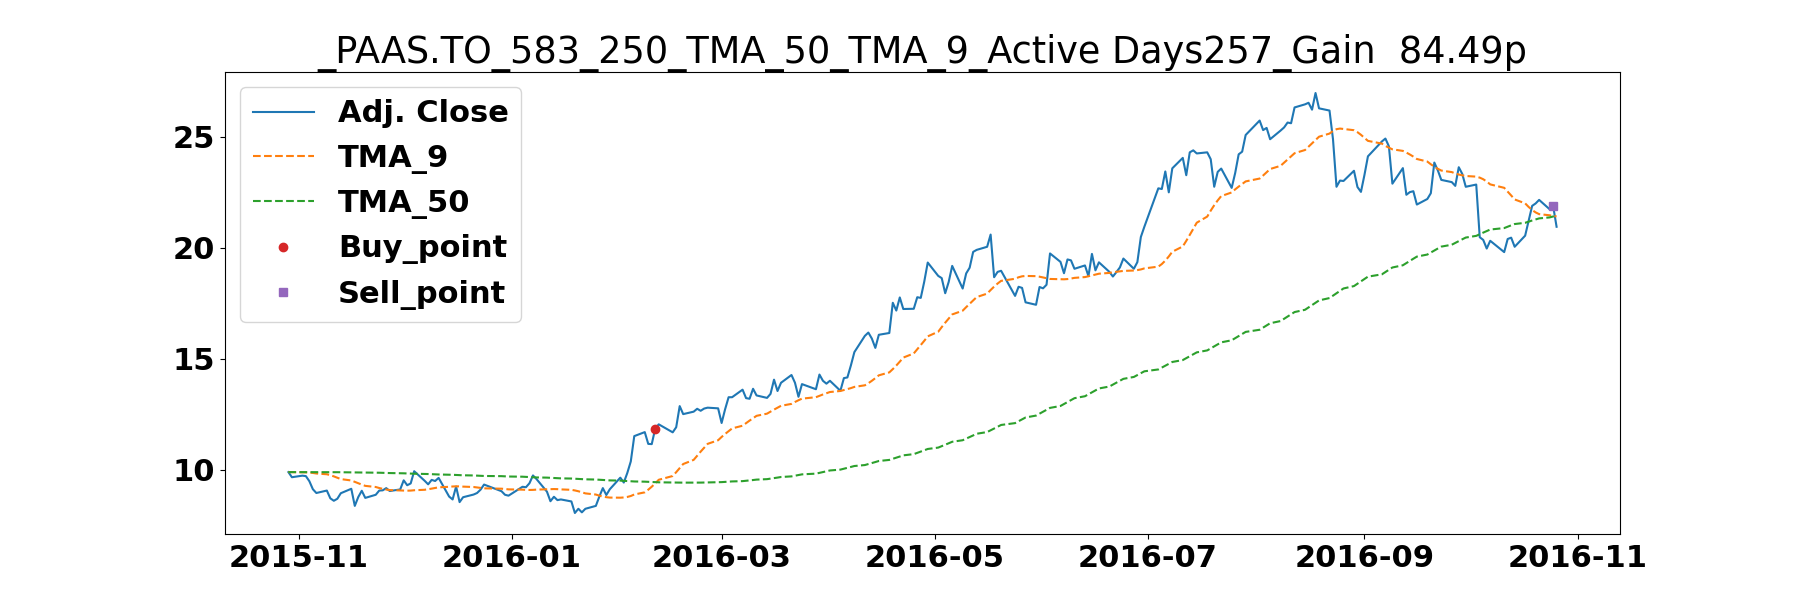 _PAAS.TO_583_250_TMA_50_TMA_9_Active Days257_Gain  84.49p
Adj. Close
TMA_9
TMA_50
Buy_point
Sell_point
25
20
15
10
2015-11
2016-01
2016-03
2016-05
2016-07
2016-09
2016-11